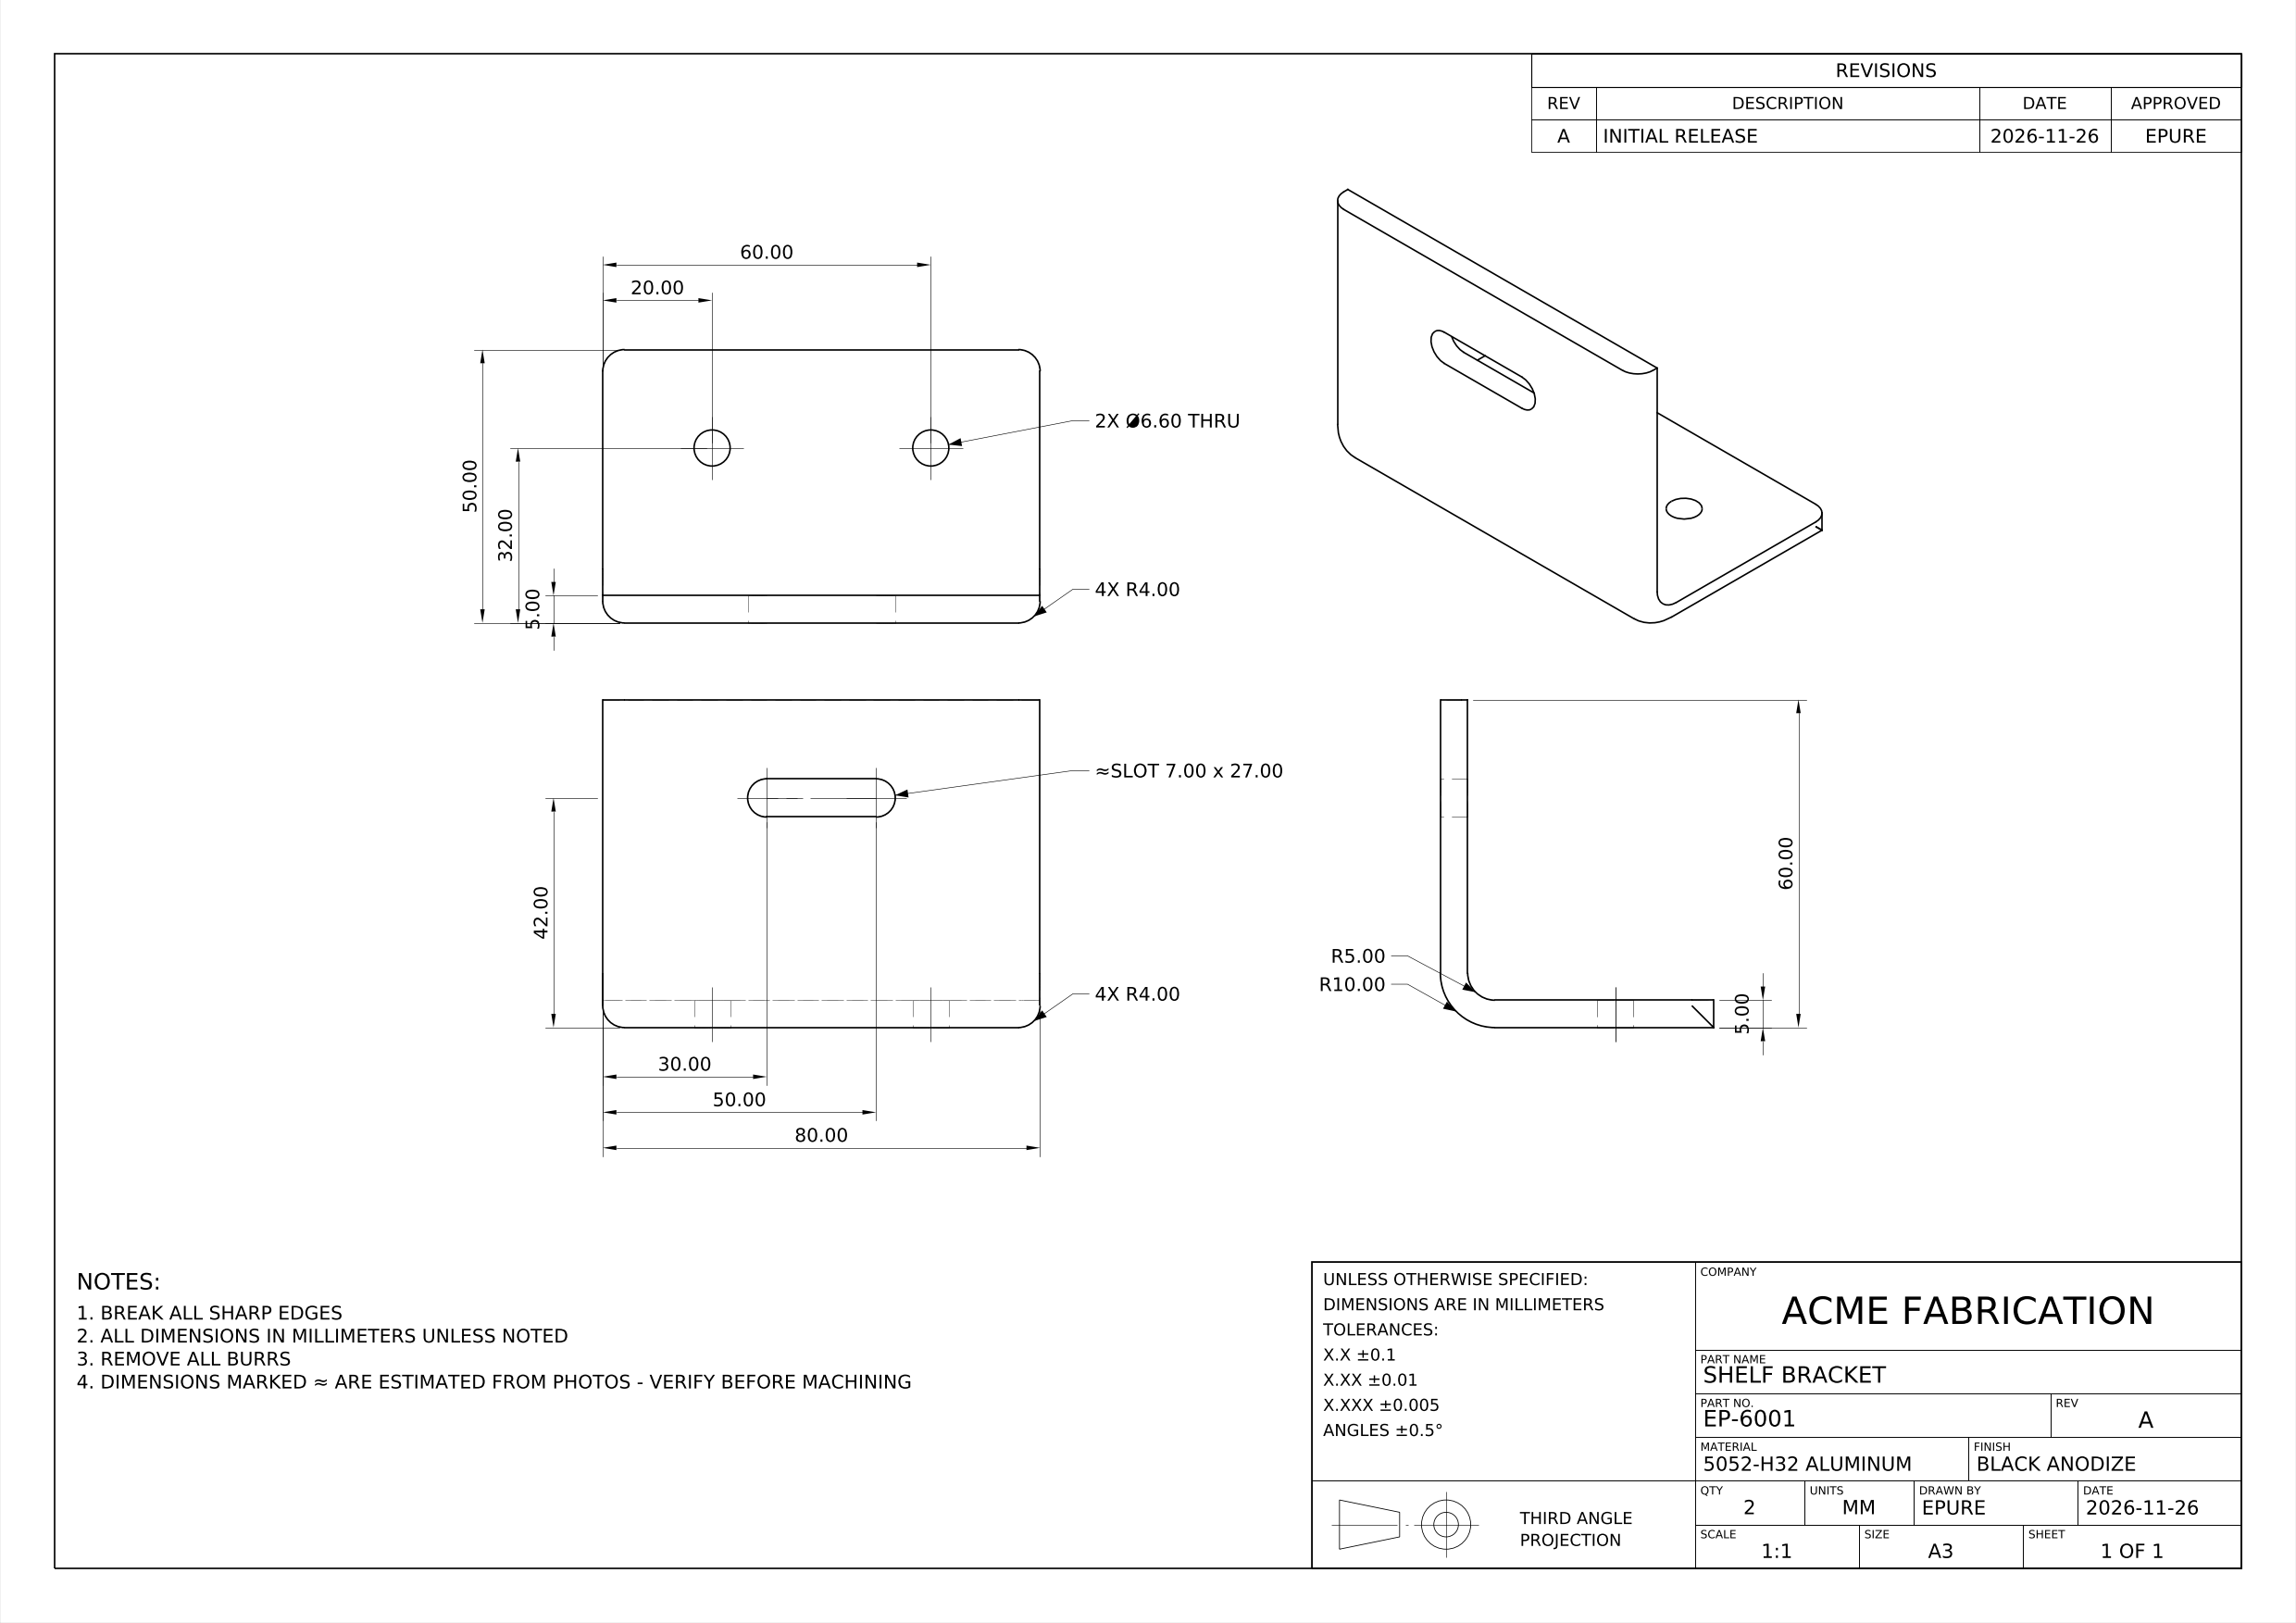 REVISIONS
REV DESCRIPTION DATE APPROVED
A INITIAL RELEASE 2026-11-26 EPURE
60.00
20.00
50.00
32.00
5.00
2X Ø6.60 THRU
4X R4.00
≈SLOT 7.00 x 27.00
42.00
4X R4.00
30.00
50.00
80.00
R5.00
R10.00
60.00
5.00
NOTES:
1. BREAK ALL SHARP EDGES
2. ALL DIMENSIONS IN MILLIMETERS UNLESS NOTED
3. REMOVE ALL BURRS
4. DIMENSIONS MARKED ≈ ARE ESTIMATED FROM PHOTOS - VERIFY BEFORE MACHINING
UNLESS OTHERWISE SPECIFIED:
DIMENSIONS ARE IN MILLIMETERS
TOLERANCES:
X.X ±0.1
X.XX ±0.01
X.XXX ±0.005
ANGLES ±0.5°
THIRD ANGLE
PROJECTION
COMPANY
ACME FABRICATION
PART NAME
SHELF BRACKET
PART NO. REV
EP-6001 A
MATERIAL FINISH
5052-H32 ALUMINUM BLACK ANODIZE
QTY UNITS DRAWN BY DATE
2 MM EPURE 2026-11-26
SCALE SIZE SHEET
1:1 A3 1 OF 1